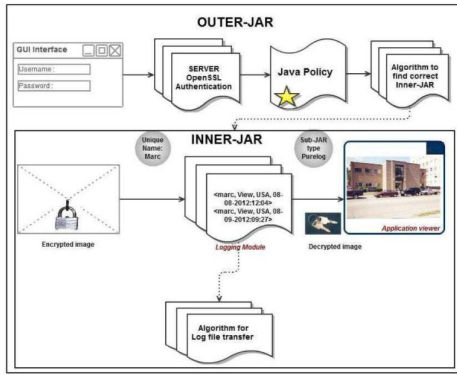 OUTER-JAR
GUI Interface
Username :
Password :
SERVER
OpenSSL
Authentication
Java Policy
Algorithm to
find correct
Inner-JAR
INNER-JAR
Unique
Name:
Marc
Sub-JAR
type
Purelog
<marc, View, USA, 08-
08-2012:12:04>
<marc, View, USA, 08-
09-2012:09:27>
Logging Module
Encrypted image
Decrypted image
Application viewer
Algorithm for
Log file transfer